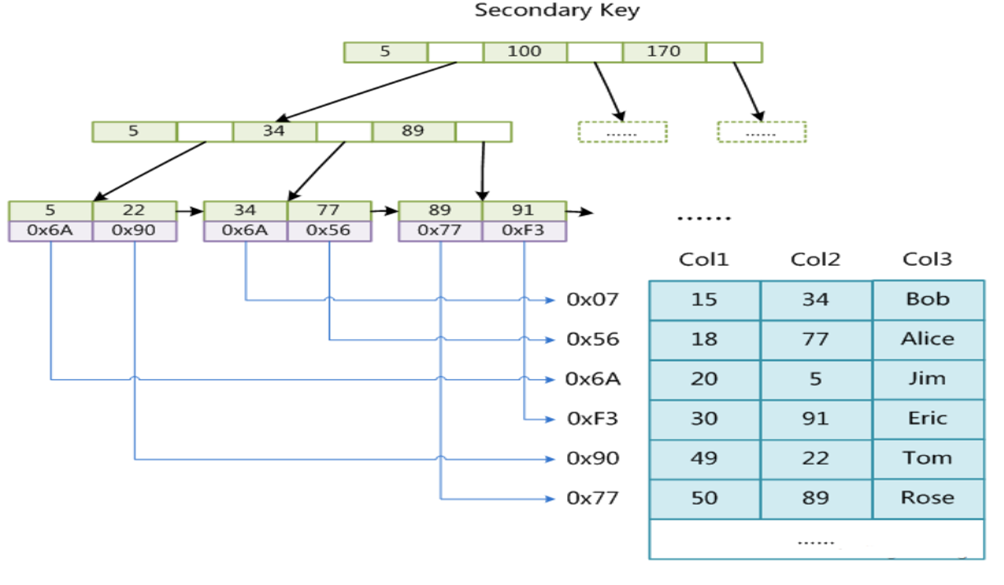 Secondary Key
5 100 170
5 34 89
...... ......
5 22 34 77 89 91
0x6A 0x90 0x6A 0x56 0x77 0xF3
......
Col1 Col2 Col3
0x07 15 34 Bob
0x56 18 77 Alice
0x6A 20 5 Jim
0xF3 30 91 Eric
0x90 49 22 Tom
0x77 50 89 Rose
......